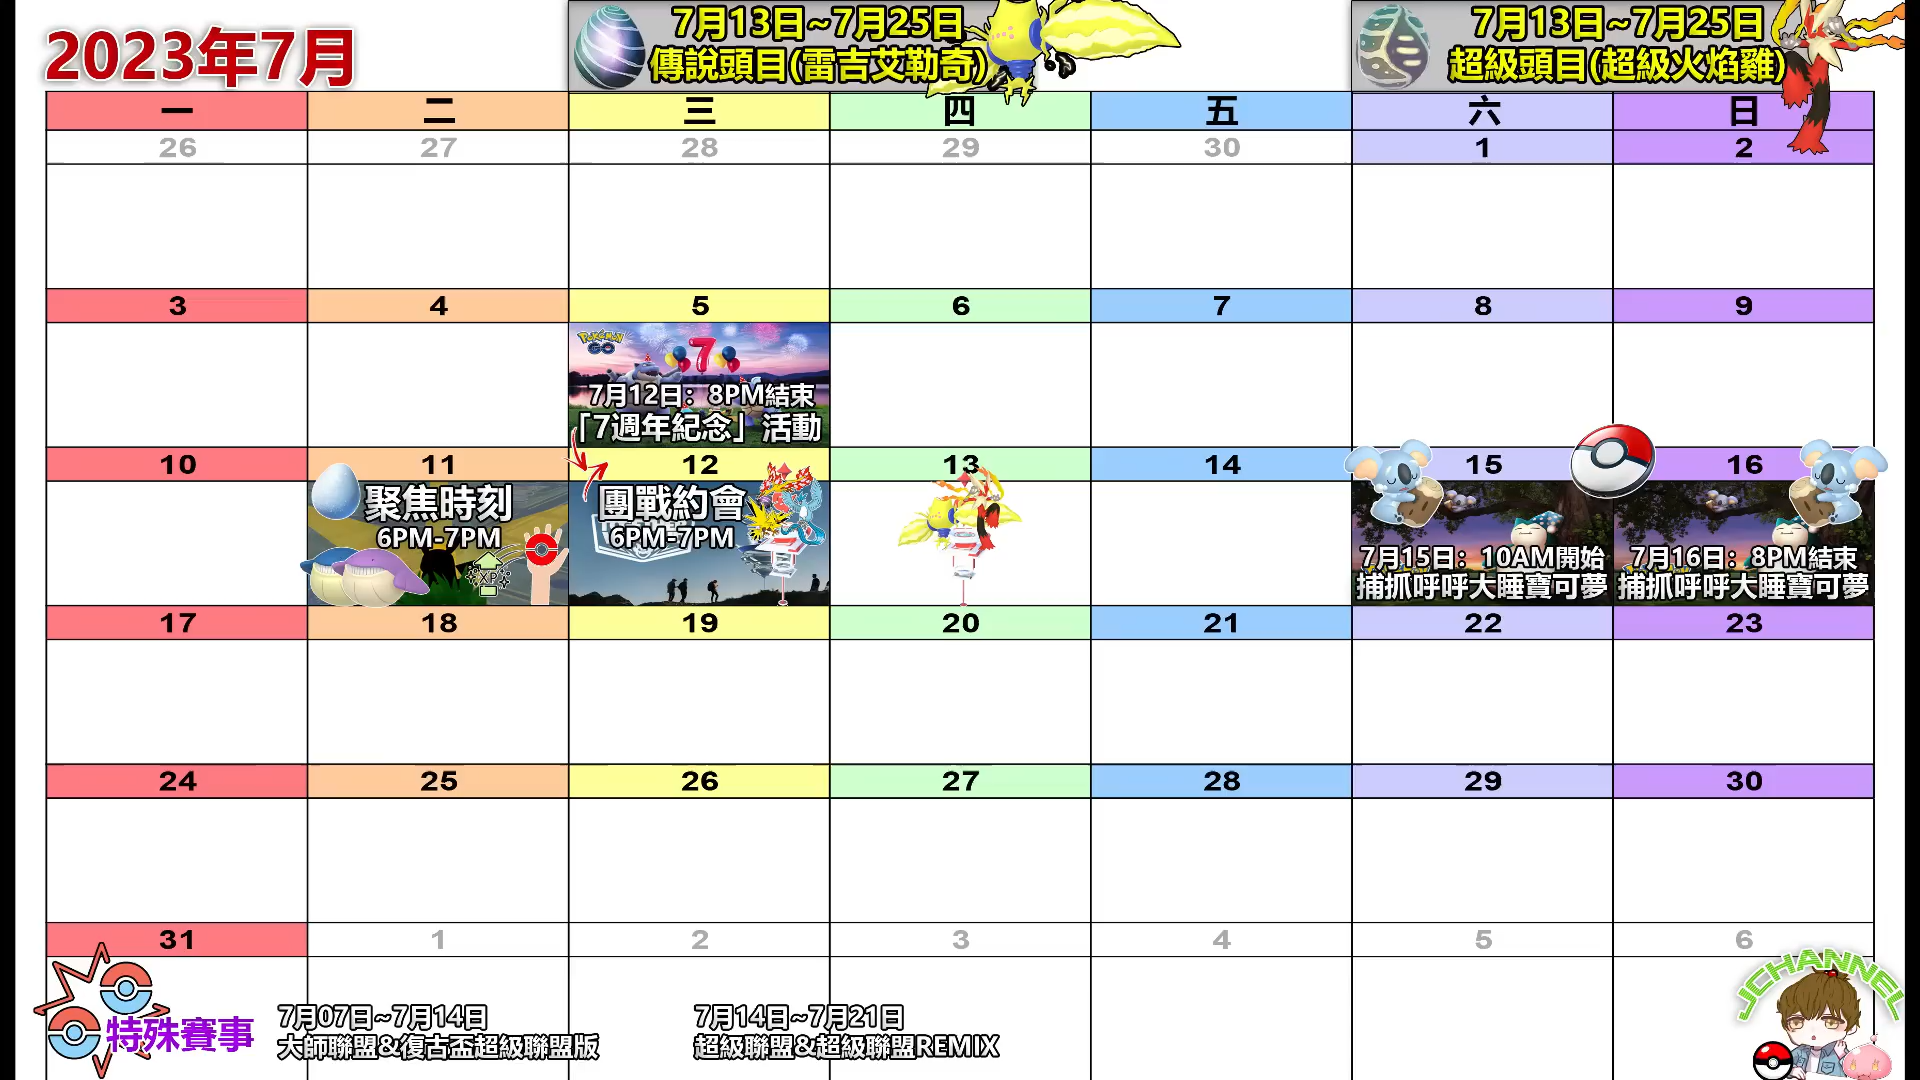 2023年7月
7月13日~7月25日
傳說頭目(雷吉艾勒奇)
7月13日~7月25日
超級頭目(超級火焰雞)
一 二 三 四 五 六 日
26 27 28 29 30 1 2
3 4 5 6 7 8 9
Pokémon GO
7
7月12日: 8PM結束
「7週年紀念」活動
10 11 12 13 14 15 16
聚焦時刻
6PM-7PM
XP
團戰約會
6PM-7PM
7月15日: 10AM開始
捕抓呼呼大睡寶可夢
7月16日: 8PM結束
捕抓呼呼大睡寶可夢
17 18 19 20 21 22 23
24 25 26 27 28 29 30
31 1 2 3 4 5 6
特殊賽事
7月07日~7月14日
大師聯盟&復古盃超級聯盟版
7月14日~7月21日
超級聯盟&超級聯盟REMIX
JCHANNEL